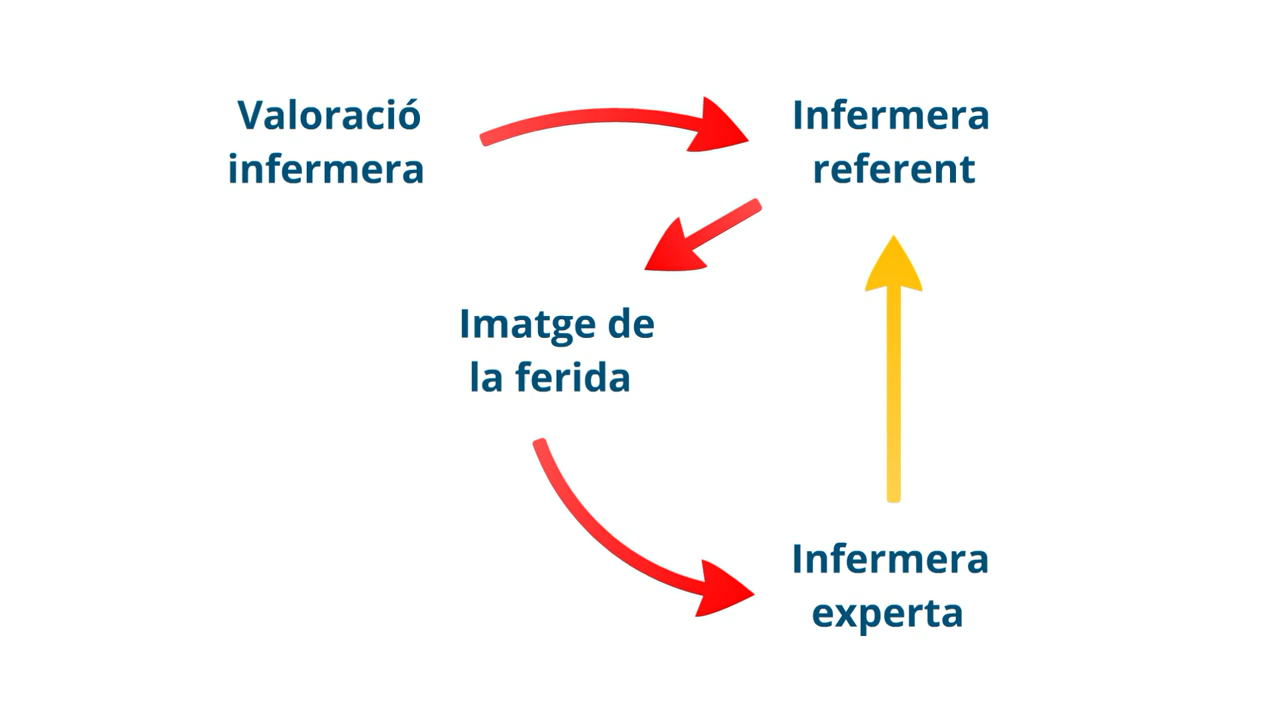 Valoració
infermera
Infermera
referent
Imatge de
la ferida
Infermera
experta